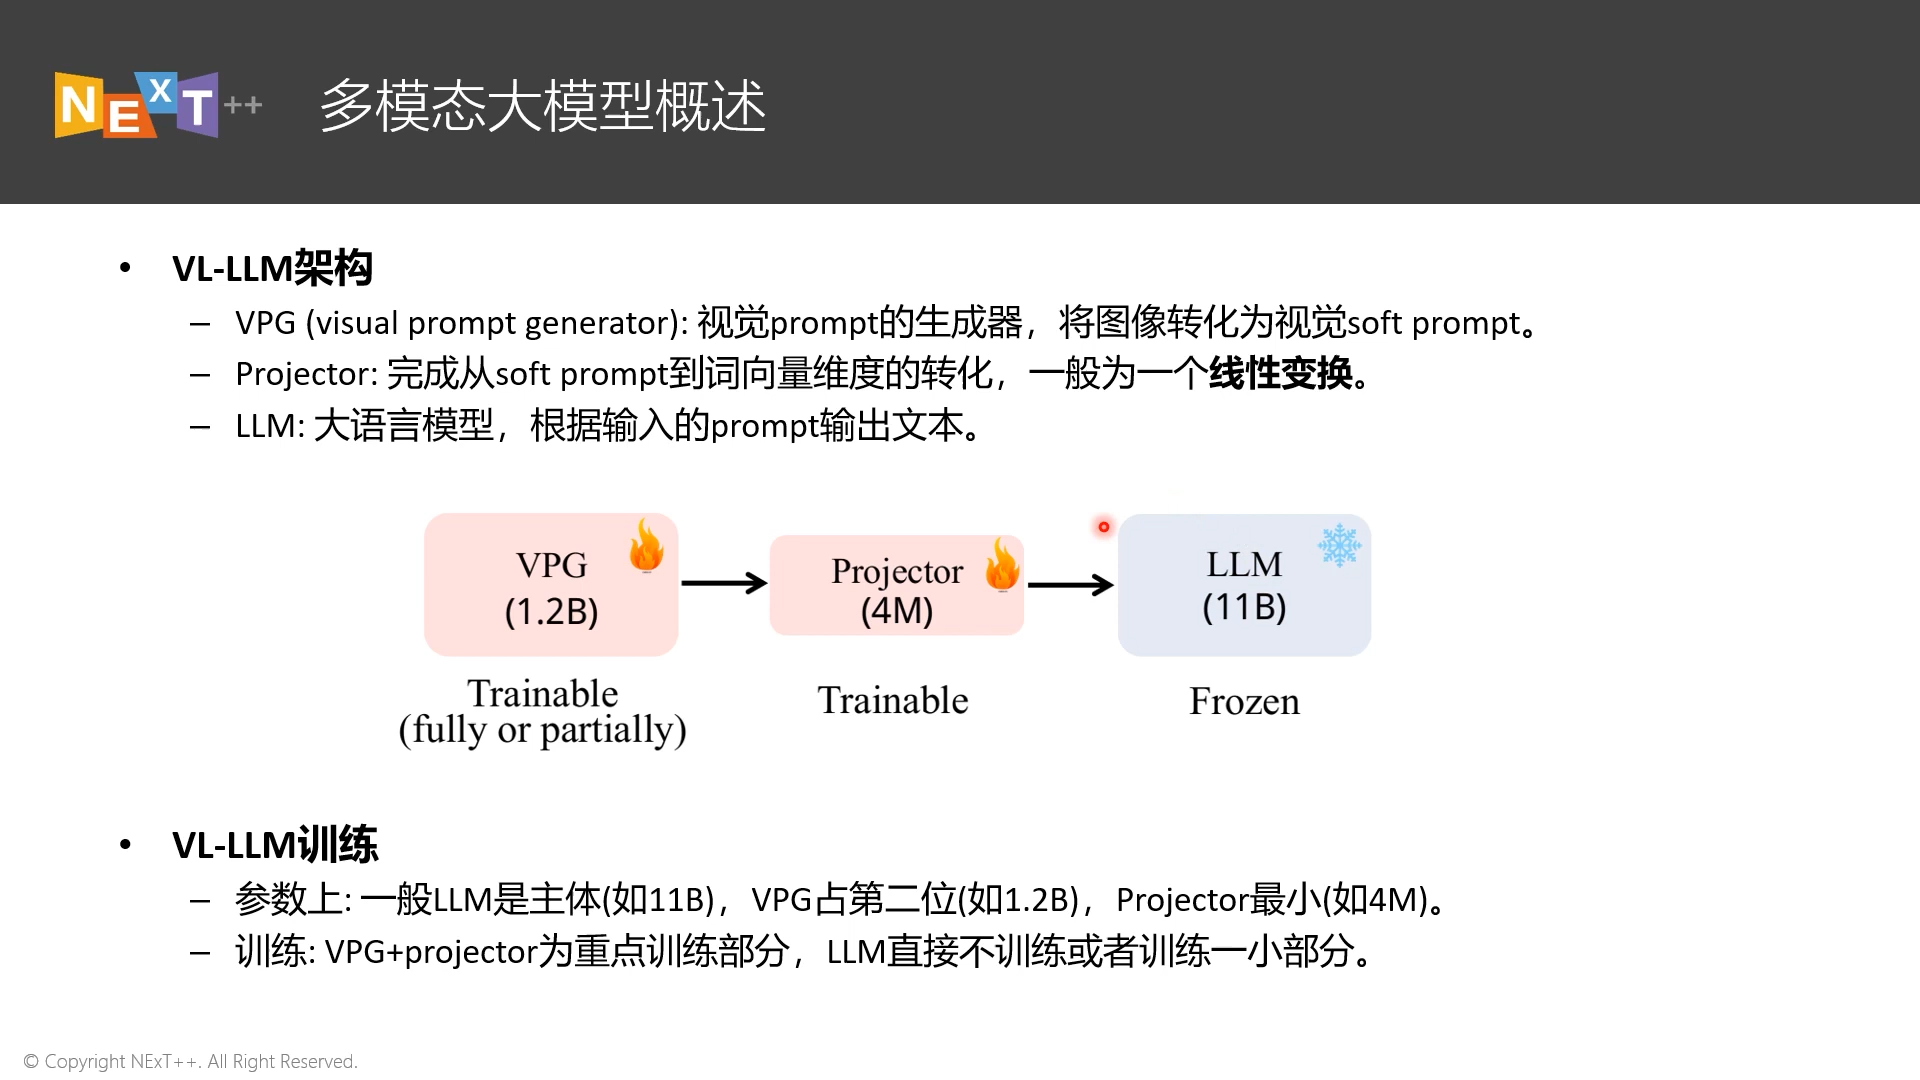 NExT++
多模态大模型概述
• VL-LLM架构
– VPG (visual prompt generator): 视觉prompt的生成器，将图像转化为视觉soft prompt。
– Projector: 完成从soft prompt到词向量维度的转化，一般为一个线性变换。
– LLM: 大语言模型，根据输入的prompt输出文本。
VPG
(1.2B)
Projector
(4M)
LLM
(11B)
Trainable
(fully or partially)
Trainable
Frozen
• VL-LLM训练
– 参数上: 一般LLM是主体(如11B)，VPG占第二位(如1.2B)，Projector最小(如4M)。
– 训练: VPG+projector为重点训练部分，LLM直接不训练或者训练一小部分。
© Copyright NExT++. All Right Reserved.